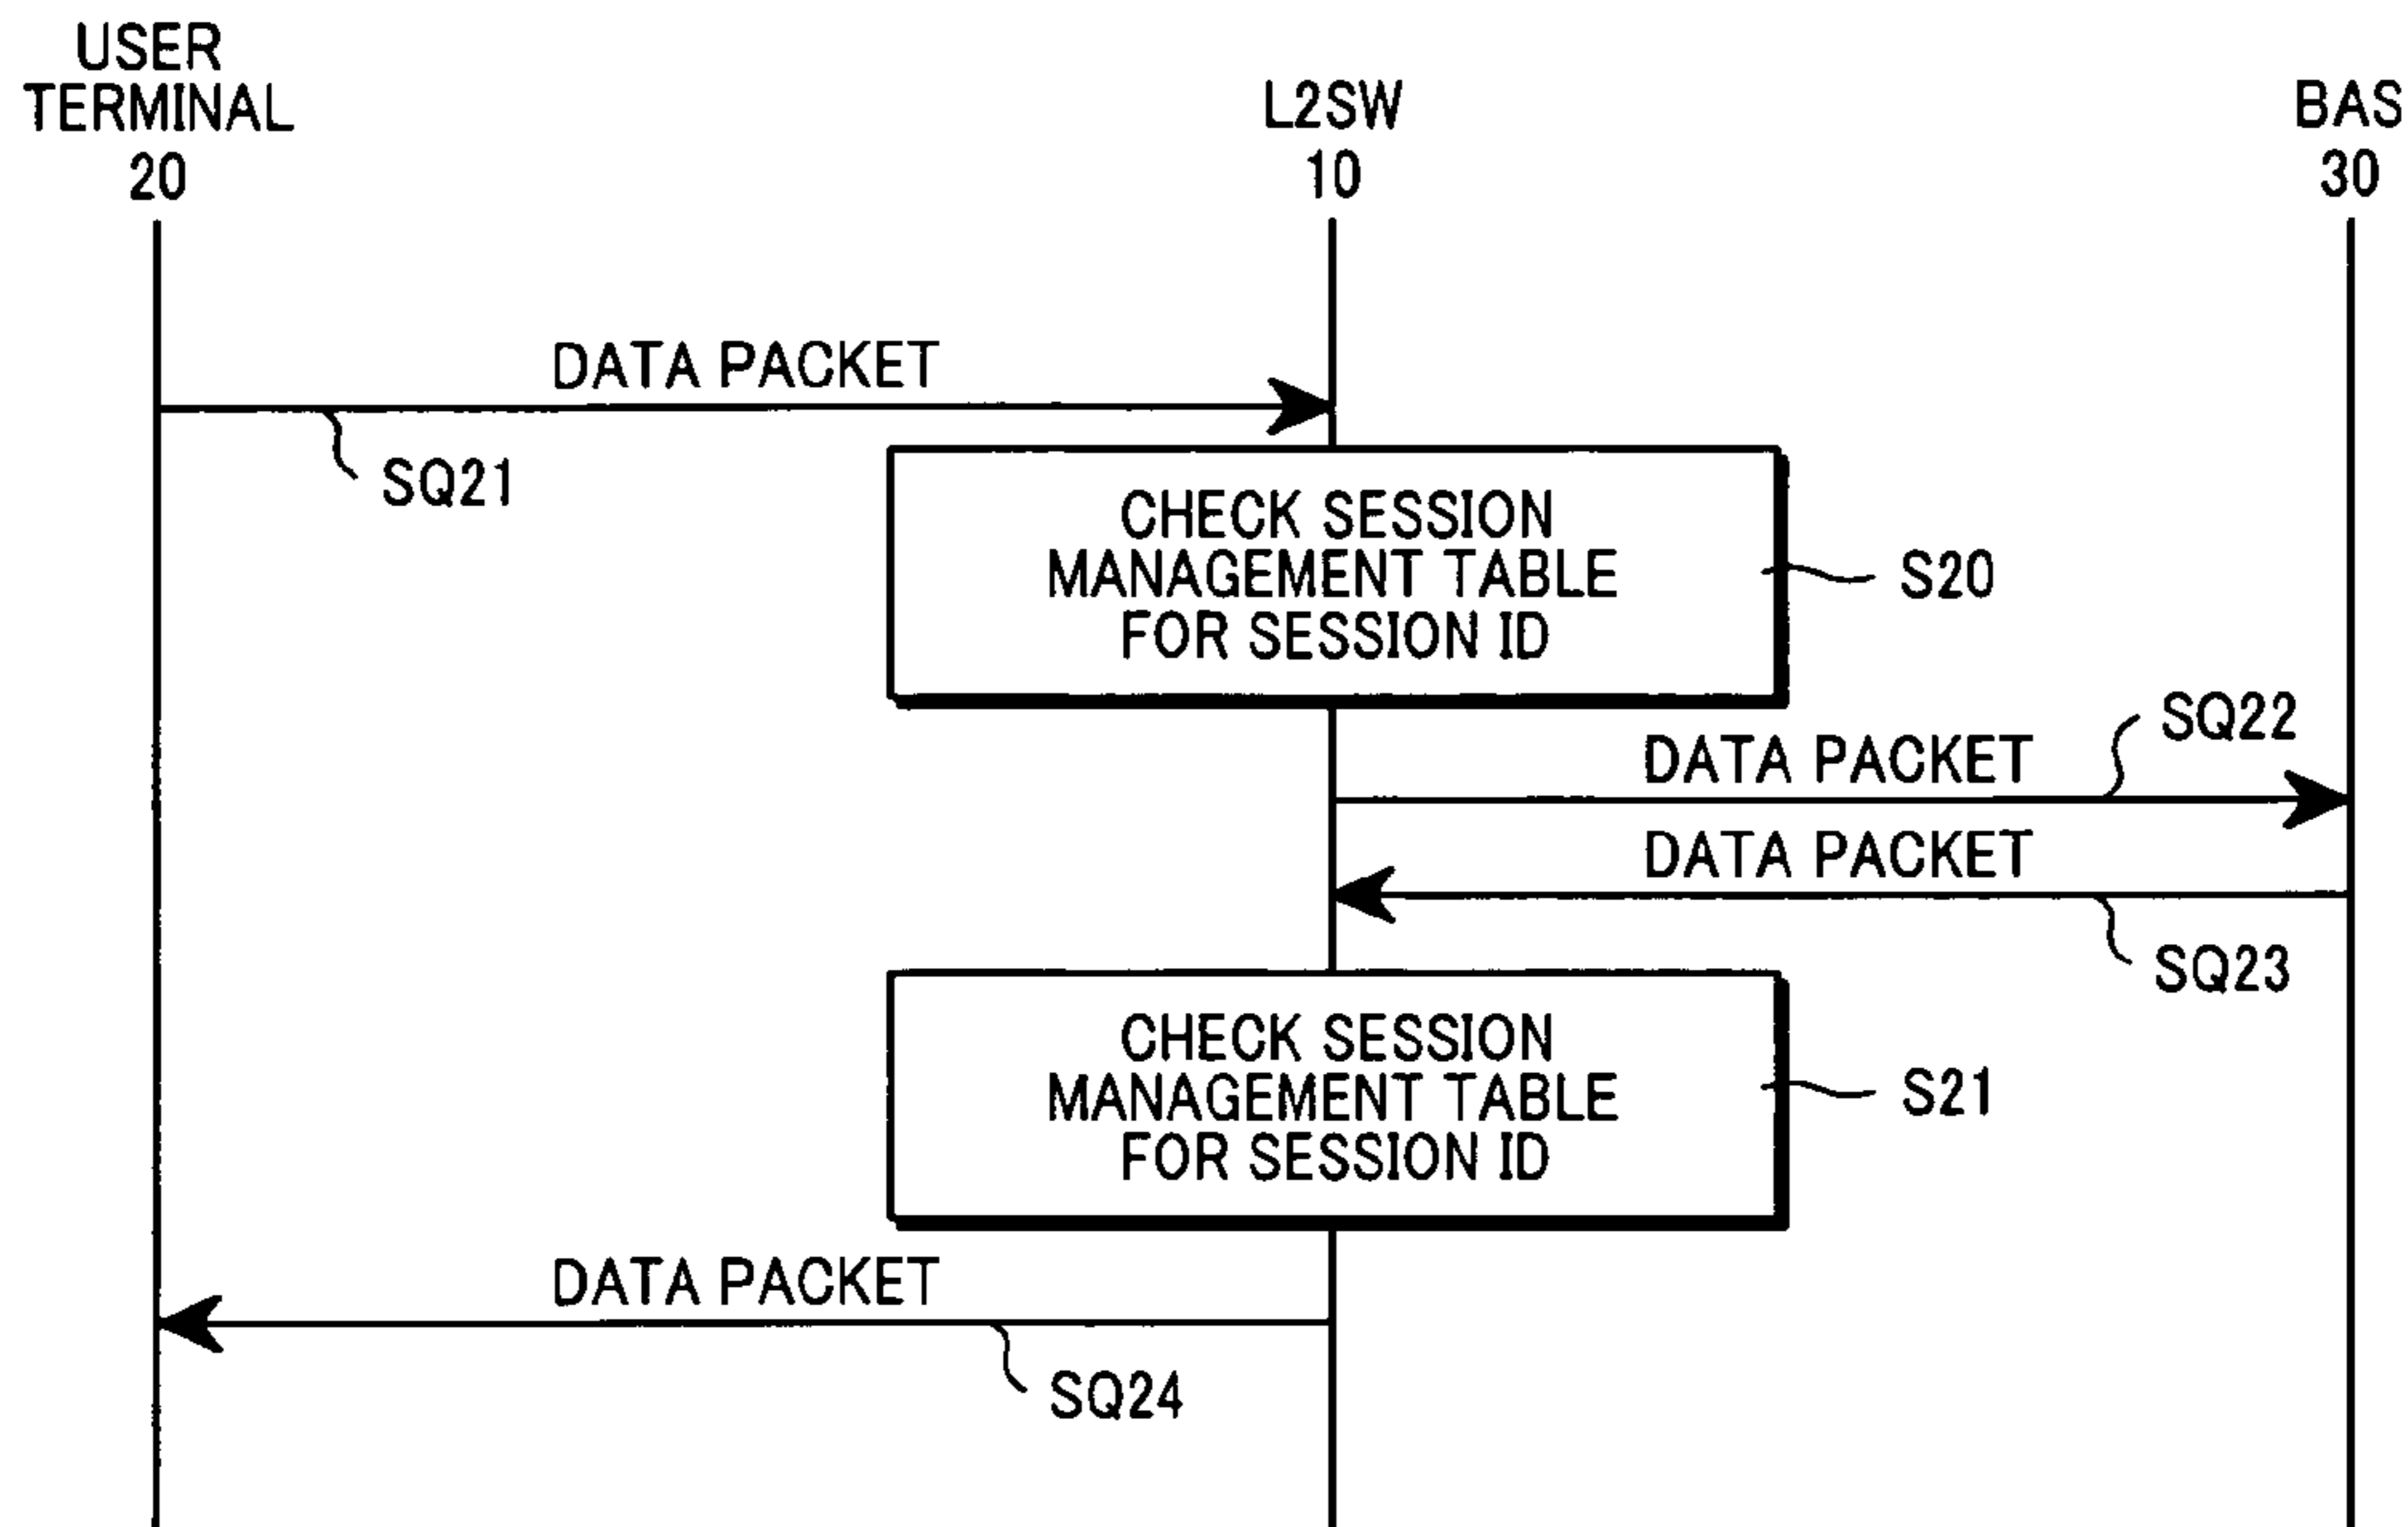 USER
TERMINAL
20
L2SW
10
BAS
30
DATA PACKET
SQ21
CHECK SESSION
MANAGEMENT TABLE
FOR SESSION ID
S20
SQ22
DATA PACKET
DATA PACKET
SQ23
CHECK SESSION
MANAGEMENT TABLE
FOR SESSION ID
S21
DATA PACKET
SQ24